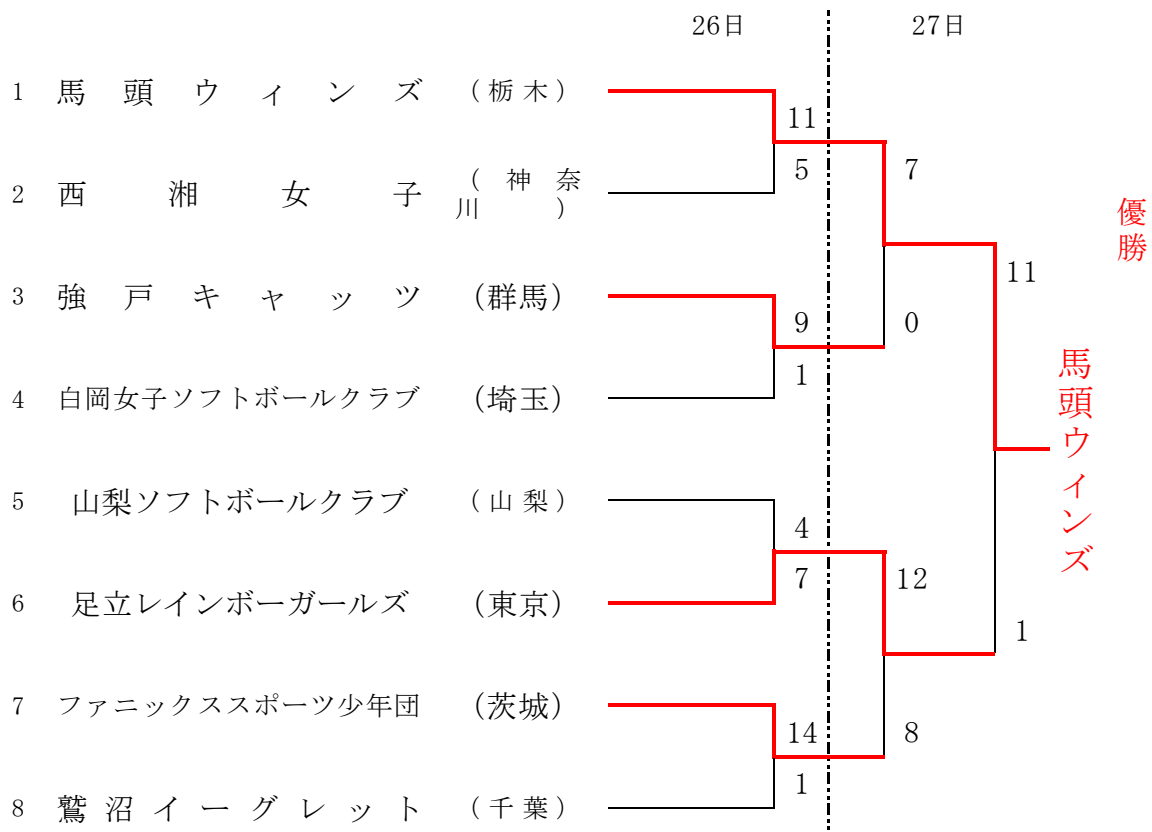 26日 27日
1 馬頭ウィンズ (栃木)
11
2 西湘女子 (神奈川)
5
7
優勝
3 強戸キャッツ (群馬)
9
0
11
4 白岡女子ソフトボールクラブ (埼玉)
1
馬頭ウィンズ
5 山梨ソフトボールクラブ (山梨)
4
6 足立レインボーガールズ (東京)
7
12
1
7 ファニックススポーツ少年団 (茨城)
14
8
8 鷲沼イーグレット (千葉)
1